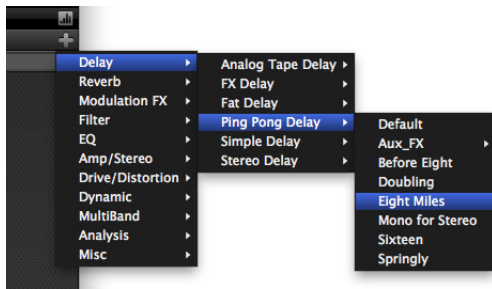 Delay
Reverb
Modulation FX
Filter
EQ
Amp/Stereo
Drive/Distortion
Dynamic
MultiBand
Analysis
Misc
Analog Tape Delay
FX Delay
Fat Delay
Ping Pong Delay
Simple Delay
Stereo Delay
Default
Aux_FX
Before Eight
Doubling
Eight Miles
Mono for Stereo
Sixteen
Springly